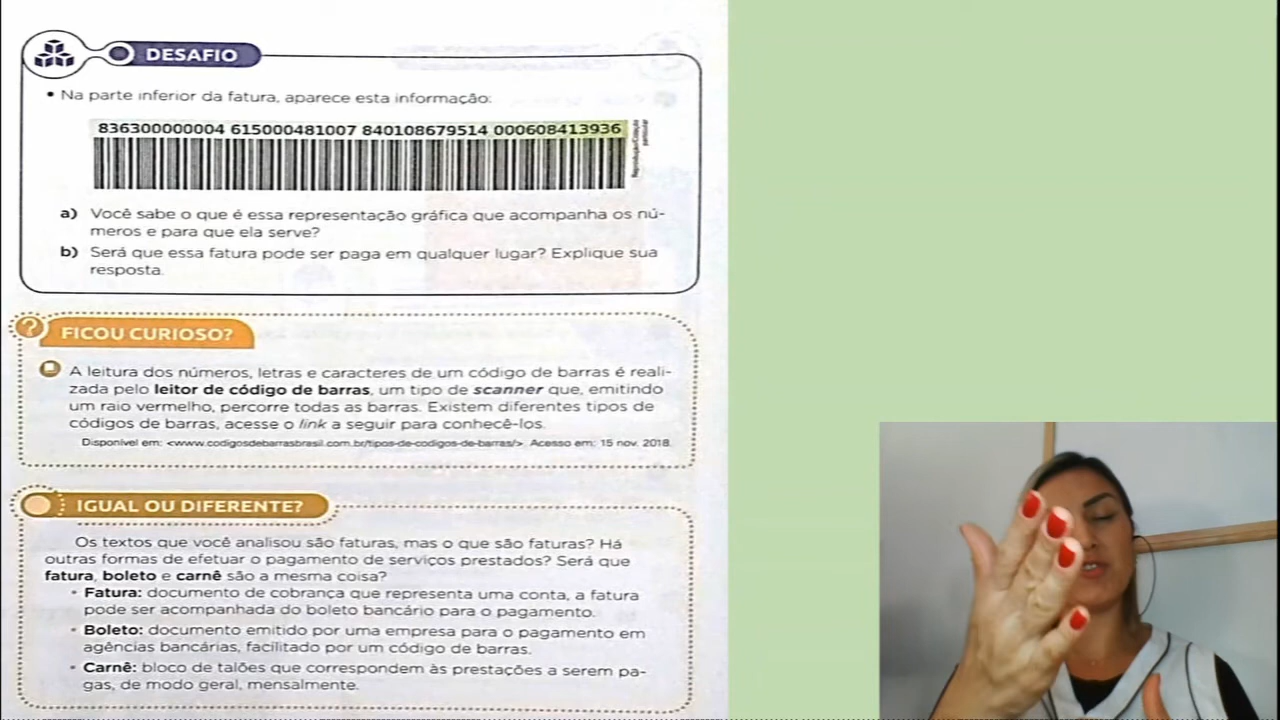 DESAFIO
• Na parte inferior da fatura, aparece esta informação:
836300000004 615000481007 840108679514 000608413936
Reprodução/Coleção
particular
a) Você sabe o que é essa representação gráfica que acompanha os nú-
meros e para que ela serve?
b) Será que essa fatura pode ser paga em qualquer lugar? Explique sua
resposta.
? FICOU CURIOSO?
A leitura dos números, letras e caracteres de um código de barras é reali-
zada pelo leitor de código de barras, um tipo de scanner que, emitindo
um raio vermelho, percorre todas as barras. Existem diferentes tipos de
códigos de barras, acesse o link a seguir para conhecê-los.
Disponível em: <www.codigosdebarrasbrasil.com.br/tipos-de-codigos-de-barras/>. Acesso em: 15 nov. 2018.
IGUAL OU DIFERENTE?
Os textos que você analisou são faturas, mas o que são faturas? Há
outras formas de efetuar o pagamento de serviços prestados? Será que
fatura, boleto e carnê são a mesma coisa?
• Fatura: documento de cobrança que representa uma conta, a fatura
pode ser acompanhada do boleto bancário para o pagamento.
• Boleto: documento emitido por uma empresa para o pagamento em
agências bancárias, facilitado por um código de barras.
• Carnê: bloco de talões que correspondem às prestações a serem pa-
gas, de modo geral, mensalmente.